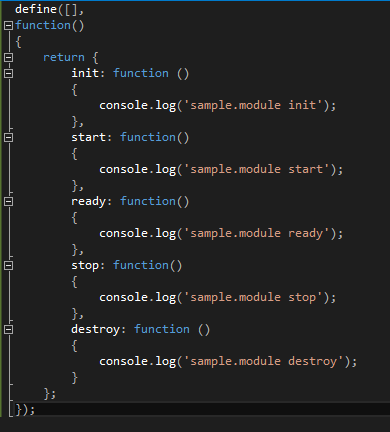 define([],
function()
{
    return {
        init: function ()
        {
            console.log('sample.module init');
        },
        start: function()
        {
            console.log('sample.module start');
        },
        ready: function()
        {
            console.log('sample.module ready');
        },
        stop: function()
        {
            console.log('sample.module stop');
        },
        destroy: function ()
        {
            console.log('sample.module destroy');
        }
    };
});